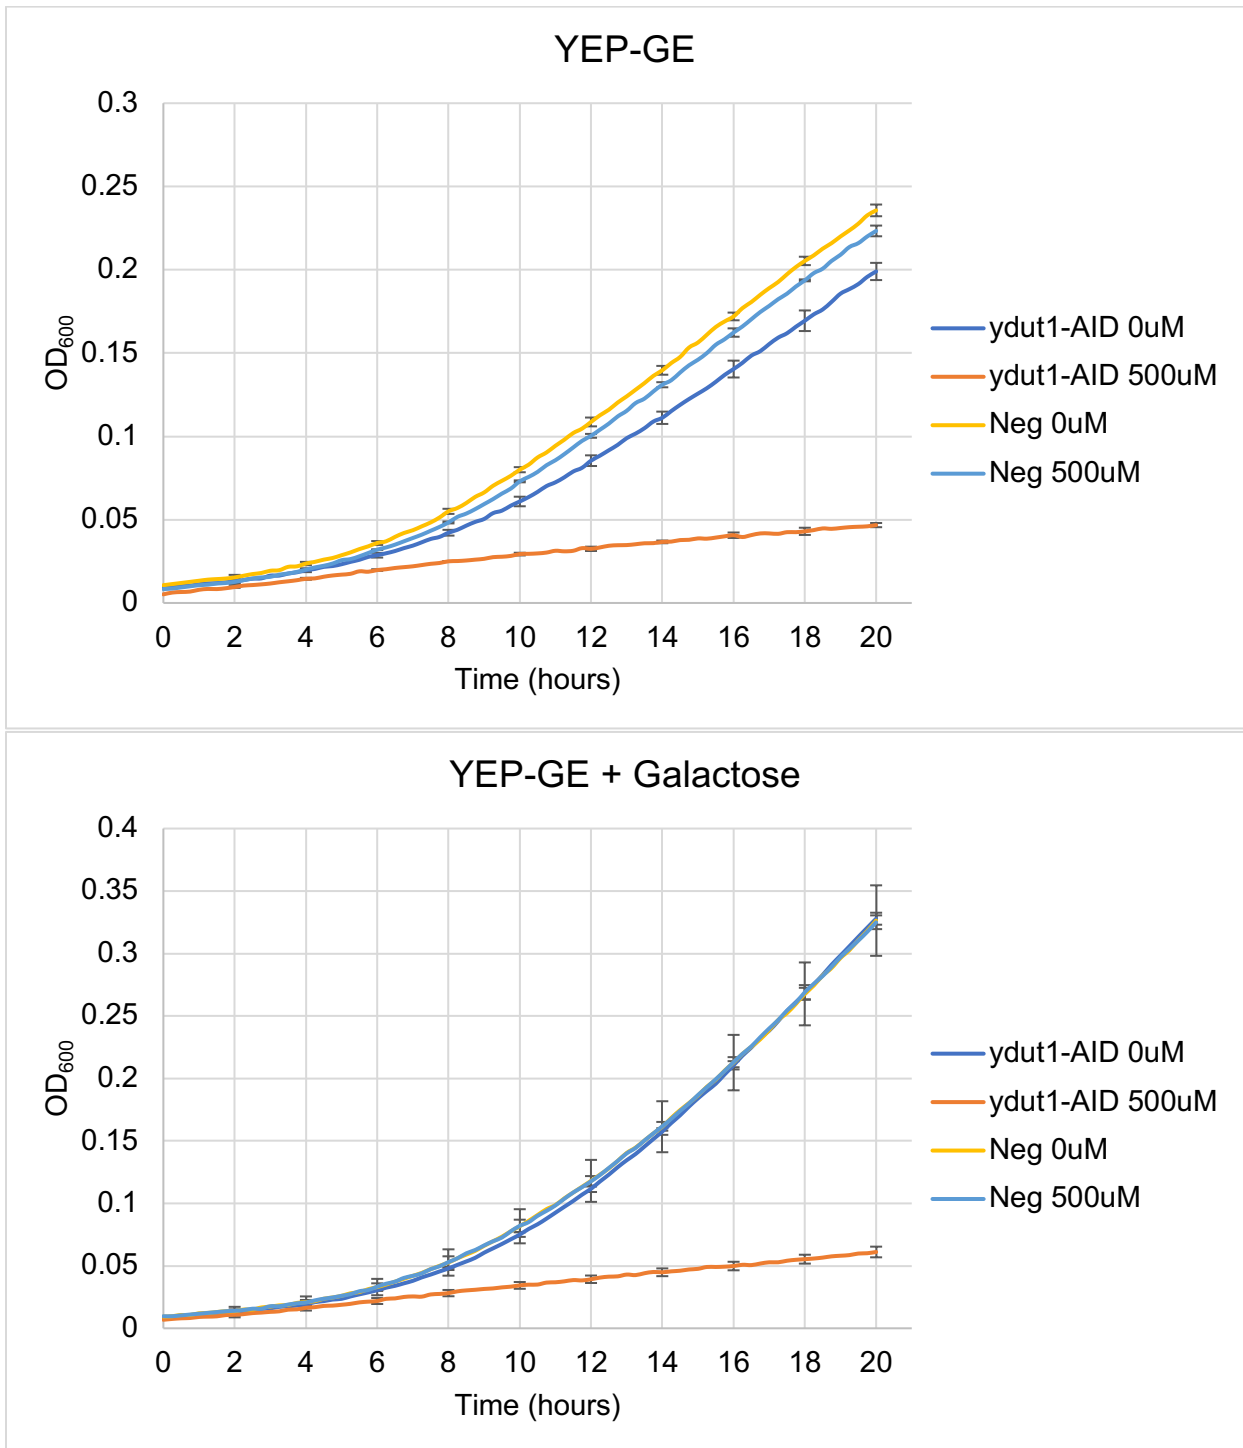 YEP-GE
0.3
0.25
0.2
0.15
0.1
0.05
0
OD600
0 2 4 6 8 10 12 14 16 18 20
Time (hours)
ydut1-AID 0uM
ydut1-AID 500uM
Neg 0uM
Neg 500uM
YEP-GE + Galactose
0.4
0.35
0.3
0.25
0.2
0.15
0.1
0.05
0
OD600
0 2 4 6 8 10 12 14 16 18 20
Time (hours)
ydut1-AID 0uM
ydut1-AID 500uM
Neg 0uM
Neg 500uM